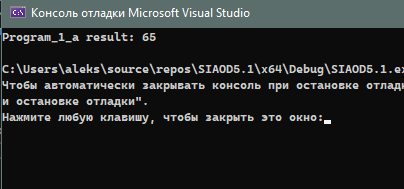 Консоль отладки Microsoft Visual Studio
Program_1_a result: 65
C:\Users\aleks\source\repos\SIAOD5.1\x64\Debug\SIAOD5.1.ex
Чтобы автоматически закрывать консоль при остановке отлад
и остановке отладки".
Нажмите любую клавишу, чтобы закрыть это окно: